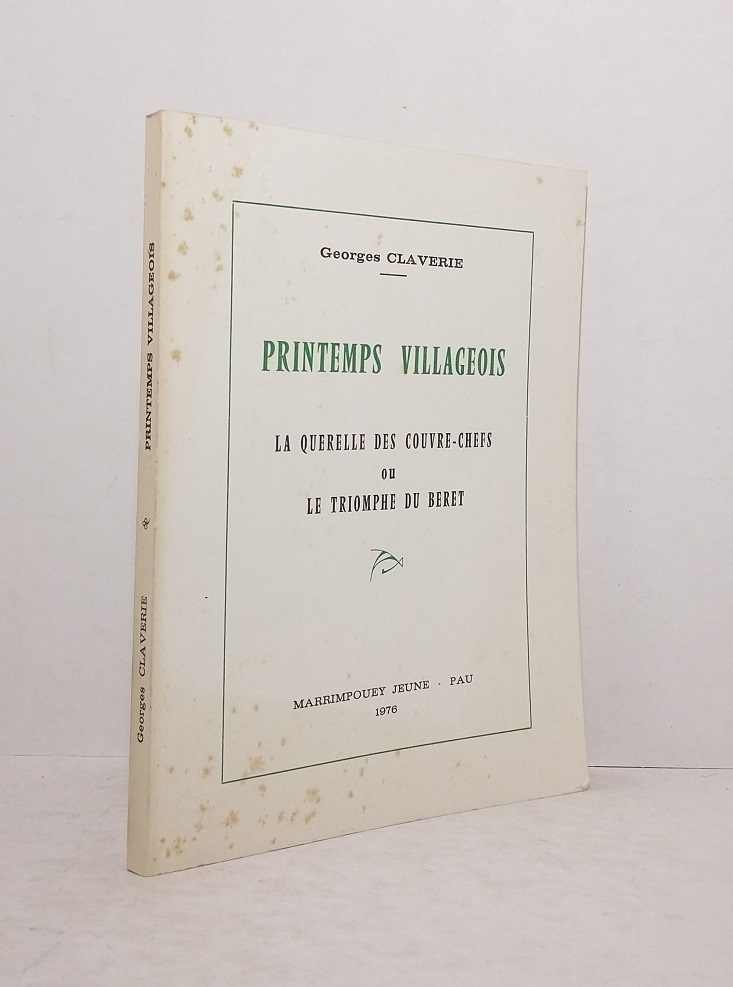 Georges CLAVERIE
PRINTEMPS VILLAGEOIS
LA QUERELLE DES COUVRE-CHEFS
ou
LE TRIOMPHE DU BERET
MARRIMPOUEY JEUNE - PAU
1976
Georges CLAVERIE & PRINTEMPS VILLAGEOIS